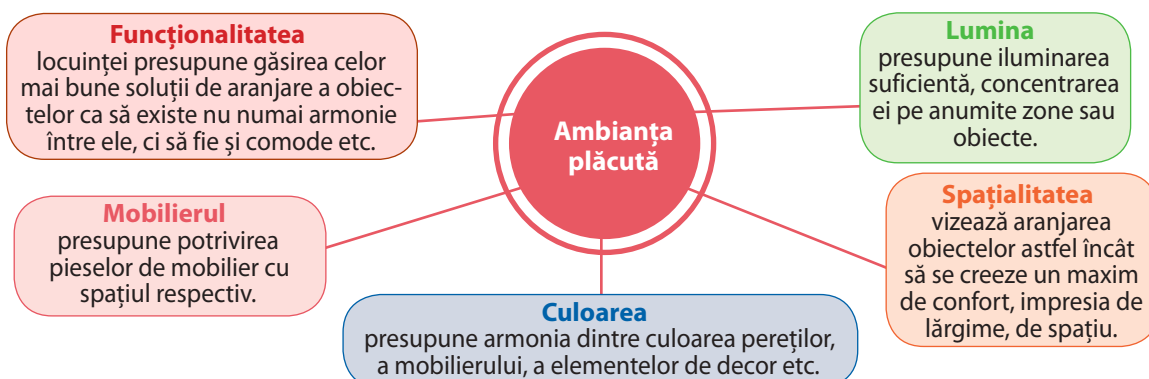 Funcționalitatea
locuinței presupune găsirea celor
mai bune soluții de aranjare a obiec-
telor ca să existe nu numai armonie
între ele, ci să fie și comode etc.
Lumina
presupune iluminarea
suficientă, concentrarea
ei pe anumite zone sau
obiecte.
Ambianța
plăcută
Mobilierul
presupune potrivirea
pieselor de mobilier cu
spațiul respectiv.
Spațialitatea
vizează aranjarea
obiectelor astfel încât
să se creeze un maxim
de confort, impresia de
lărgime, de spațiu.
Culoarea
presupune armonia dintre culoarea pereților,
a mobilierului, a elementelor de decor etc.